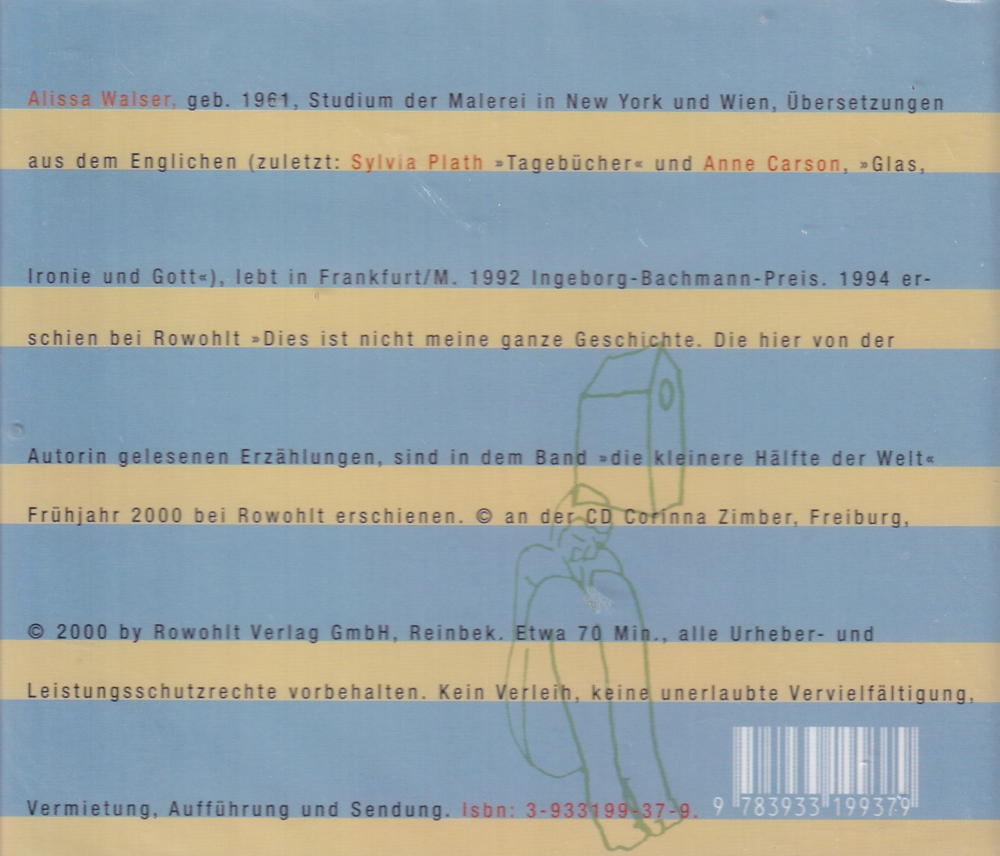 Alissa Walser, geb. 1961, Studium der Malerei in New York und Wien, Übersetzungen
aus dem Englichen (zuletzt: Sylvia Plath »Tagebücher« und Anne Carson, »Glas,
Ironie und Gott«), lebt in Frankfurt/M. 1992 Ingeborg-Bachmann-Preis. 1994 er-
schien bei Rowohlt »Dies ist nicht meine ganze Geschichte. Die hier von der
Autorin gelesenen Erzählungen, sind in dem Band »die kleinere Hälfte der Welt«
Frühjahr 2000 bei Rowohlt erschienen. © an der CD Corinna Zimber, Freiburg,
© 2000 by Rowohlt Verlag GmbH, Reinbek. Etwa 70 Min., alle Urheber- und
Leistungsschutzrechte vorbehalten. Kein Verleih, keine unerlaubte Vervielfältigung,
Vermietung, Aufführung und Sendung. Isbn: 3-933199-37-9.
9 783933 199379